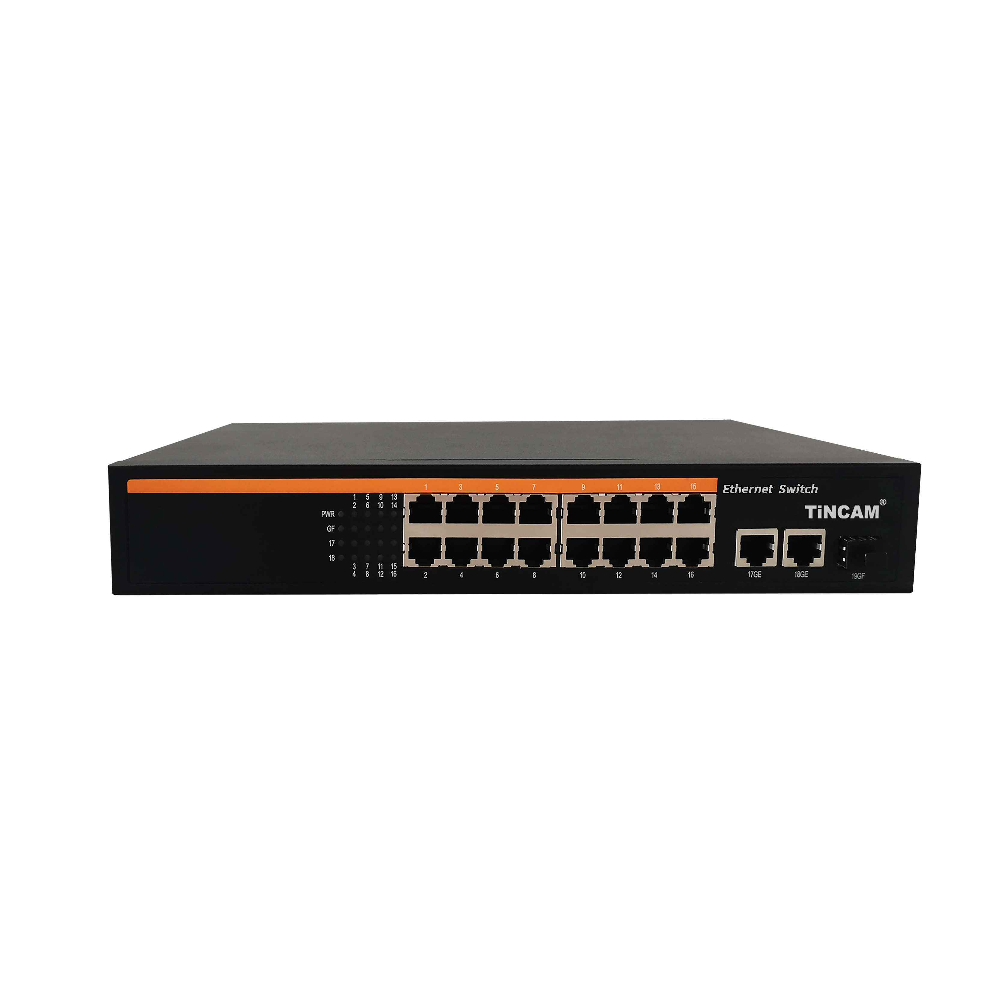 1 3 5 7 9 11 13 15
Ethernet Switch
TiNCAM®
1 5 9 13
2 6 10 14
PWR
GF
17
18
3 7 11 15
4 8 12 16
2 4 6 8 10 12 14 16
17GE 18GE 19GF